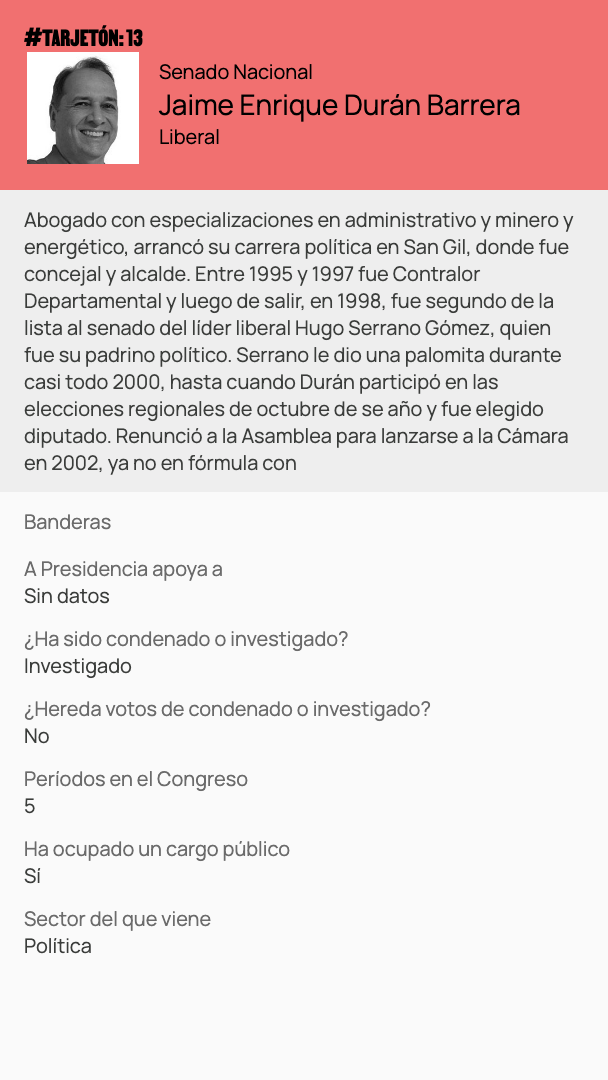 #TARJETÓN: 13
Senado Nacional
Jaime Enrique Durán Barrera
Liberal
Abogado con especializaciones en administrativo y minero y
energético, arrancó su carrera política en San Gil, donde fue
concejal y alcalde. Entre 1995 y 1997 fue Contralor
Departamental y luego de salir, en 1998, fue segundo de la
lista al senado del líder liberal Hugo Serrano Gómez, quien
fue su padrino político. Serrano le dio una palomita durante
casi todo 2000, hasta cuando Durán participó en las
elecciones regionales de octubre de se año y fue elegido
diputado. Renunció a la Asamblea para lanzarse a la Cámara
en 2002, ya no en fórmula con
Banderas
A Presidencia apoya a
Sin datos
¿Ha sido condenado o investigado?
Investigado
¿Hereda votos de condenado o investigado?
No
Períodos en el Congreso
5
Ha ocupado un cargo público
Sí
Sector del que viene
Política